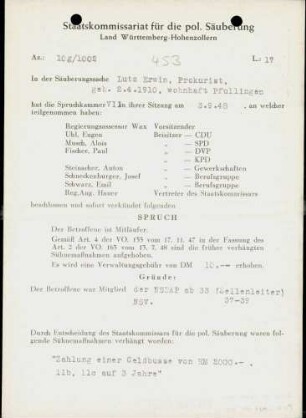 Staatskommissariat für die pol. Säuberung
Land Württemberg-Hohenzollern
Az.: 10g/1002 453 L.: 17
In der Säuberungssache Lutz Erwin, Prokurist,
geb. 2.4.1910, wohnhaft Pfullingen
hat die Spruchkammer VI in ihrer Sitzung am 2.9.48, an welcher
teilgenommen haben:
Regierungsassessor Wax Vorsitzender
Uhl, Eugen Beisitzer — CDU
Musch, Alois „ — SPD
Fischer, Paul „ — DVP
„ — KPD
Steinacker, Anton „ — Gewerkschaften
Schneckenburger, Josef „ — Berufsgruppe
Schwarz, Emil „ — Berufsgruppe
Reg.Ang. Hauer Vertreter des Staatskommissars
beschlossen und sofort verkündet folgenden
SPRUCH
Der Betroffene ist Mitläufer.
Gemäß Art. 4 der VO. 133 vom 17. 11. 47 in der Fassung des
Art. 2 der VO. 165 vom 13. 7. 48 sind die früher verhängten
Sühnemaßnahmen aufgehoben.
Es wird eine Verwaltungsgebühr von DM 10.-- erhoben.
Gründe:
Der Betroffene war Mitglied der NSDAP ab 33 (Zellenleiter)
NSV. 37-39
Durch Entscheidung des Staatskommissars für die pol. Säuberung waren folgende
Sühnemaßnahmen verhängt worden:
"Zahlung einer Geldbusse von RM 2000.-- ,
11b, 11c auf 2 Jahre"